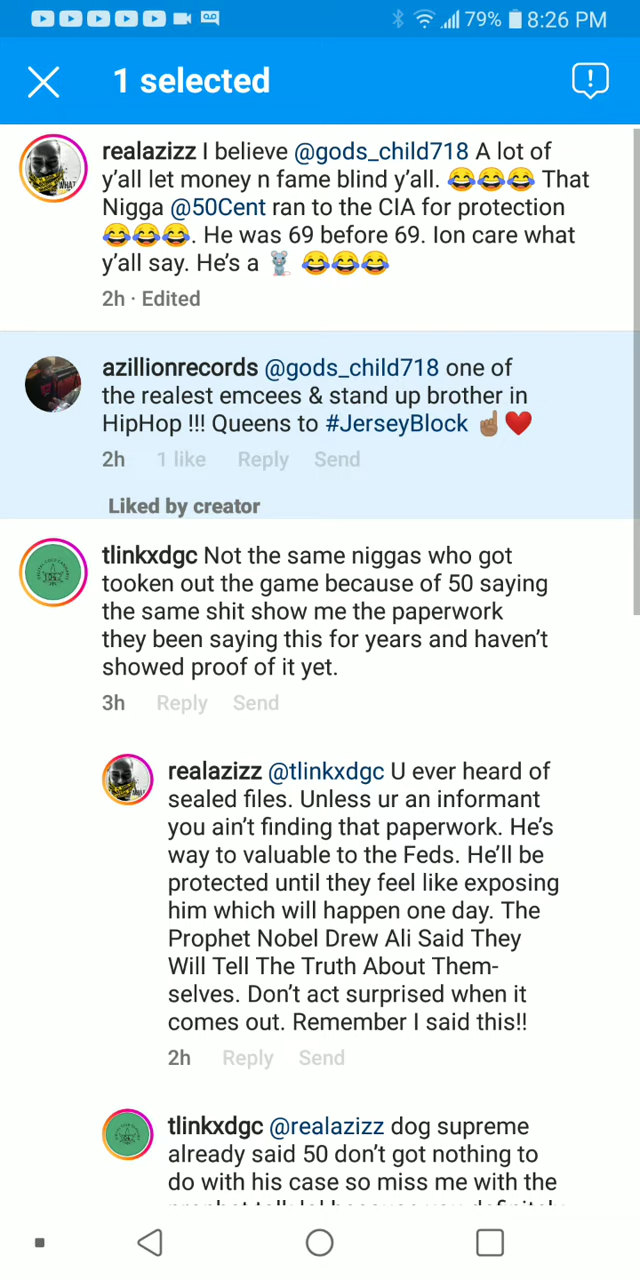 79% 8:26 PM
1 selected
realazizz I believe @gods_child718 A lot of
y'all let money n fame blind y'all. 😂😂😂 That
Nigga @50Cent ran to the CIA for protection
😂😂😂. He was 69 before 69. Ion care what
y'all say. He's a 🐁 😂😂😂
2h · Edited
azillionrecords @gods_child718 one of
the realest emcees & stand up brother in
HipHop !!! Queens to #JerseyBlock ☝🏽❤️
2h 1 like Reply Send
Liked by creator
tlinkxdgc Not the same niggas who got
tooken out the game because of 50 saying
the same shit show me the paperwork
they been saying this for years and haven't
showed proof of it yet.
3h Reply Send
realazizz @tlinkxdgc U ever heard of
sealed files. Unless ur an informant
you ain't finding that paperwork. He's
way to valuable to the Feds. He'll be
protected until they feel like exposing
him which will happen one day. The
Prophet Nobel Drew Ali Said They
Will Tell The Truth About Them-
selves. Don't act surprised when it
comes out. Remember I said this!!
2h Reply Send
tlinkxdgc @realazizz dog supreme
already said 50 don't got nothing to
do with his case so miss me with the